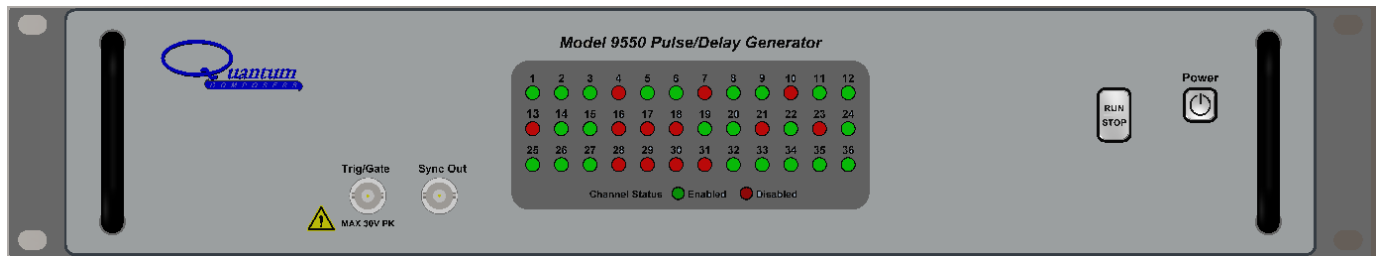 Model 9550 Pulse/Delay Generator
Quantum
COMPOSERS
1 2 3 4 5 6 7 8 9 10 11 12
13 14 15 16 17 18 19 20 21 22 23 24
25 26 27 28 29 30 31 32 33 34 35 36
Channel Status Enabled Disabled
Trig/Gate Sync Out
MAX 30V PK
RUN
STOP
Power